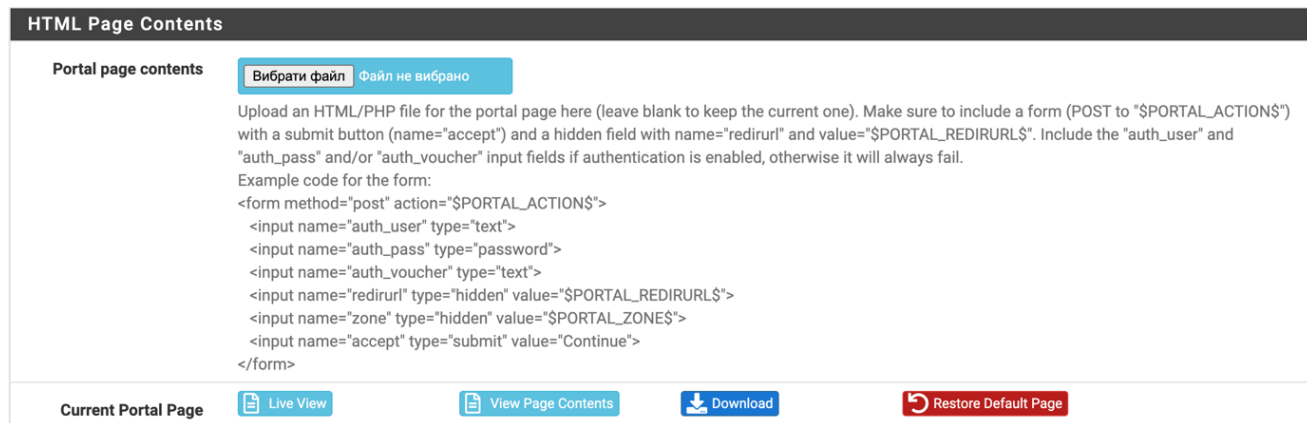 HTML Page Contents
Portal page contents
Вибрати файл Файл не вибрано
Upload an HTML/PHP file for the portal page here (leave blank to keep the current one). Make sure to include a form (POST to "$PORTAL_ACTION$")
with a submit button (name="accept") and a hidden field with name="redirurl" and value="$PORTAL_REDIRURL$". Include the "auth_user" and
"auth_pass" and/or "auth_voucher" input fields if authentication is enabled, otherwise it will always fail.
Example code for the form:
<form method="post" action="$PORTAL_ACTION$">
<input name="auth_user" type="text">
<input name="auth_pass" type="password">
<input name="auth_voucher" type="text">
<input name="redirurl" type="hidden" value="$PORTAL_REDIRURL$">
<input name="zone" type="hidden" value="$PORTAL_ZONE$">
<input name="accept" type="submit" value="Continue">
</form>
Current Portal Page Live View View Page Contents Download Restore Default Page